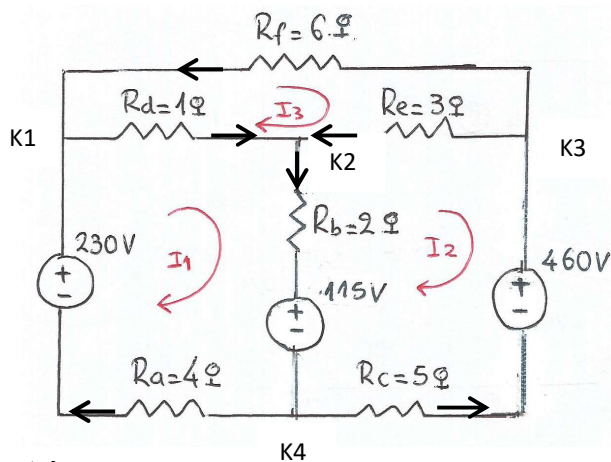 Rf=6Ω
Rd=1Ω
I3
Re=3Ω
K1
K2
K3
Rb=2Ω
230V
+
-
I1
I2
115V
+
-
460V
+
-
Ra=4Ω
Rc=5Ω
K4